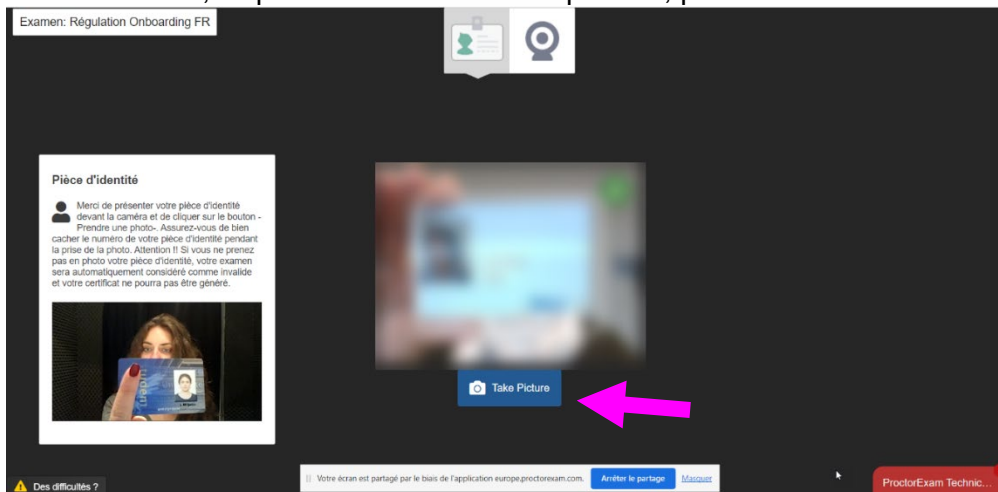 Examen: Régulation Onboarding FR
Pièce d'identité
Merci de présenter votre pièce d'identité
devant la caméra et de cliquer sur le bouton -
Prendre une photo-. Assurez-vous de bien
cacher le numéro de votre pièce d'identité pendant
la prise de la photo. Attention !! Si vous ne prenez
pas en photo votre pièce d'identité, votre examen
sera automatiquement considéré comme invalide
et votre certificat ne pourra pas être généré.
Take Picture
Des difficultés ?
Votre écran est partagé par le biais de l'application europe.proctorexam.com.
Arrêter le partage
Masquer
ProctorExam Technic...